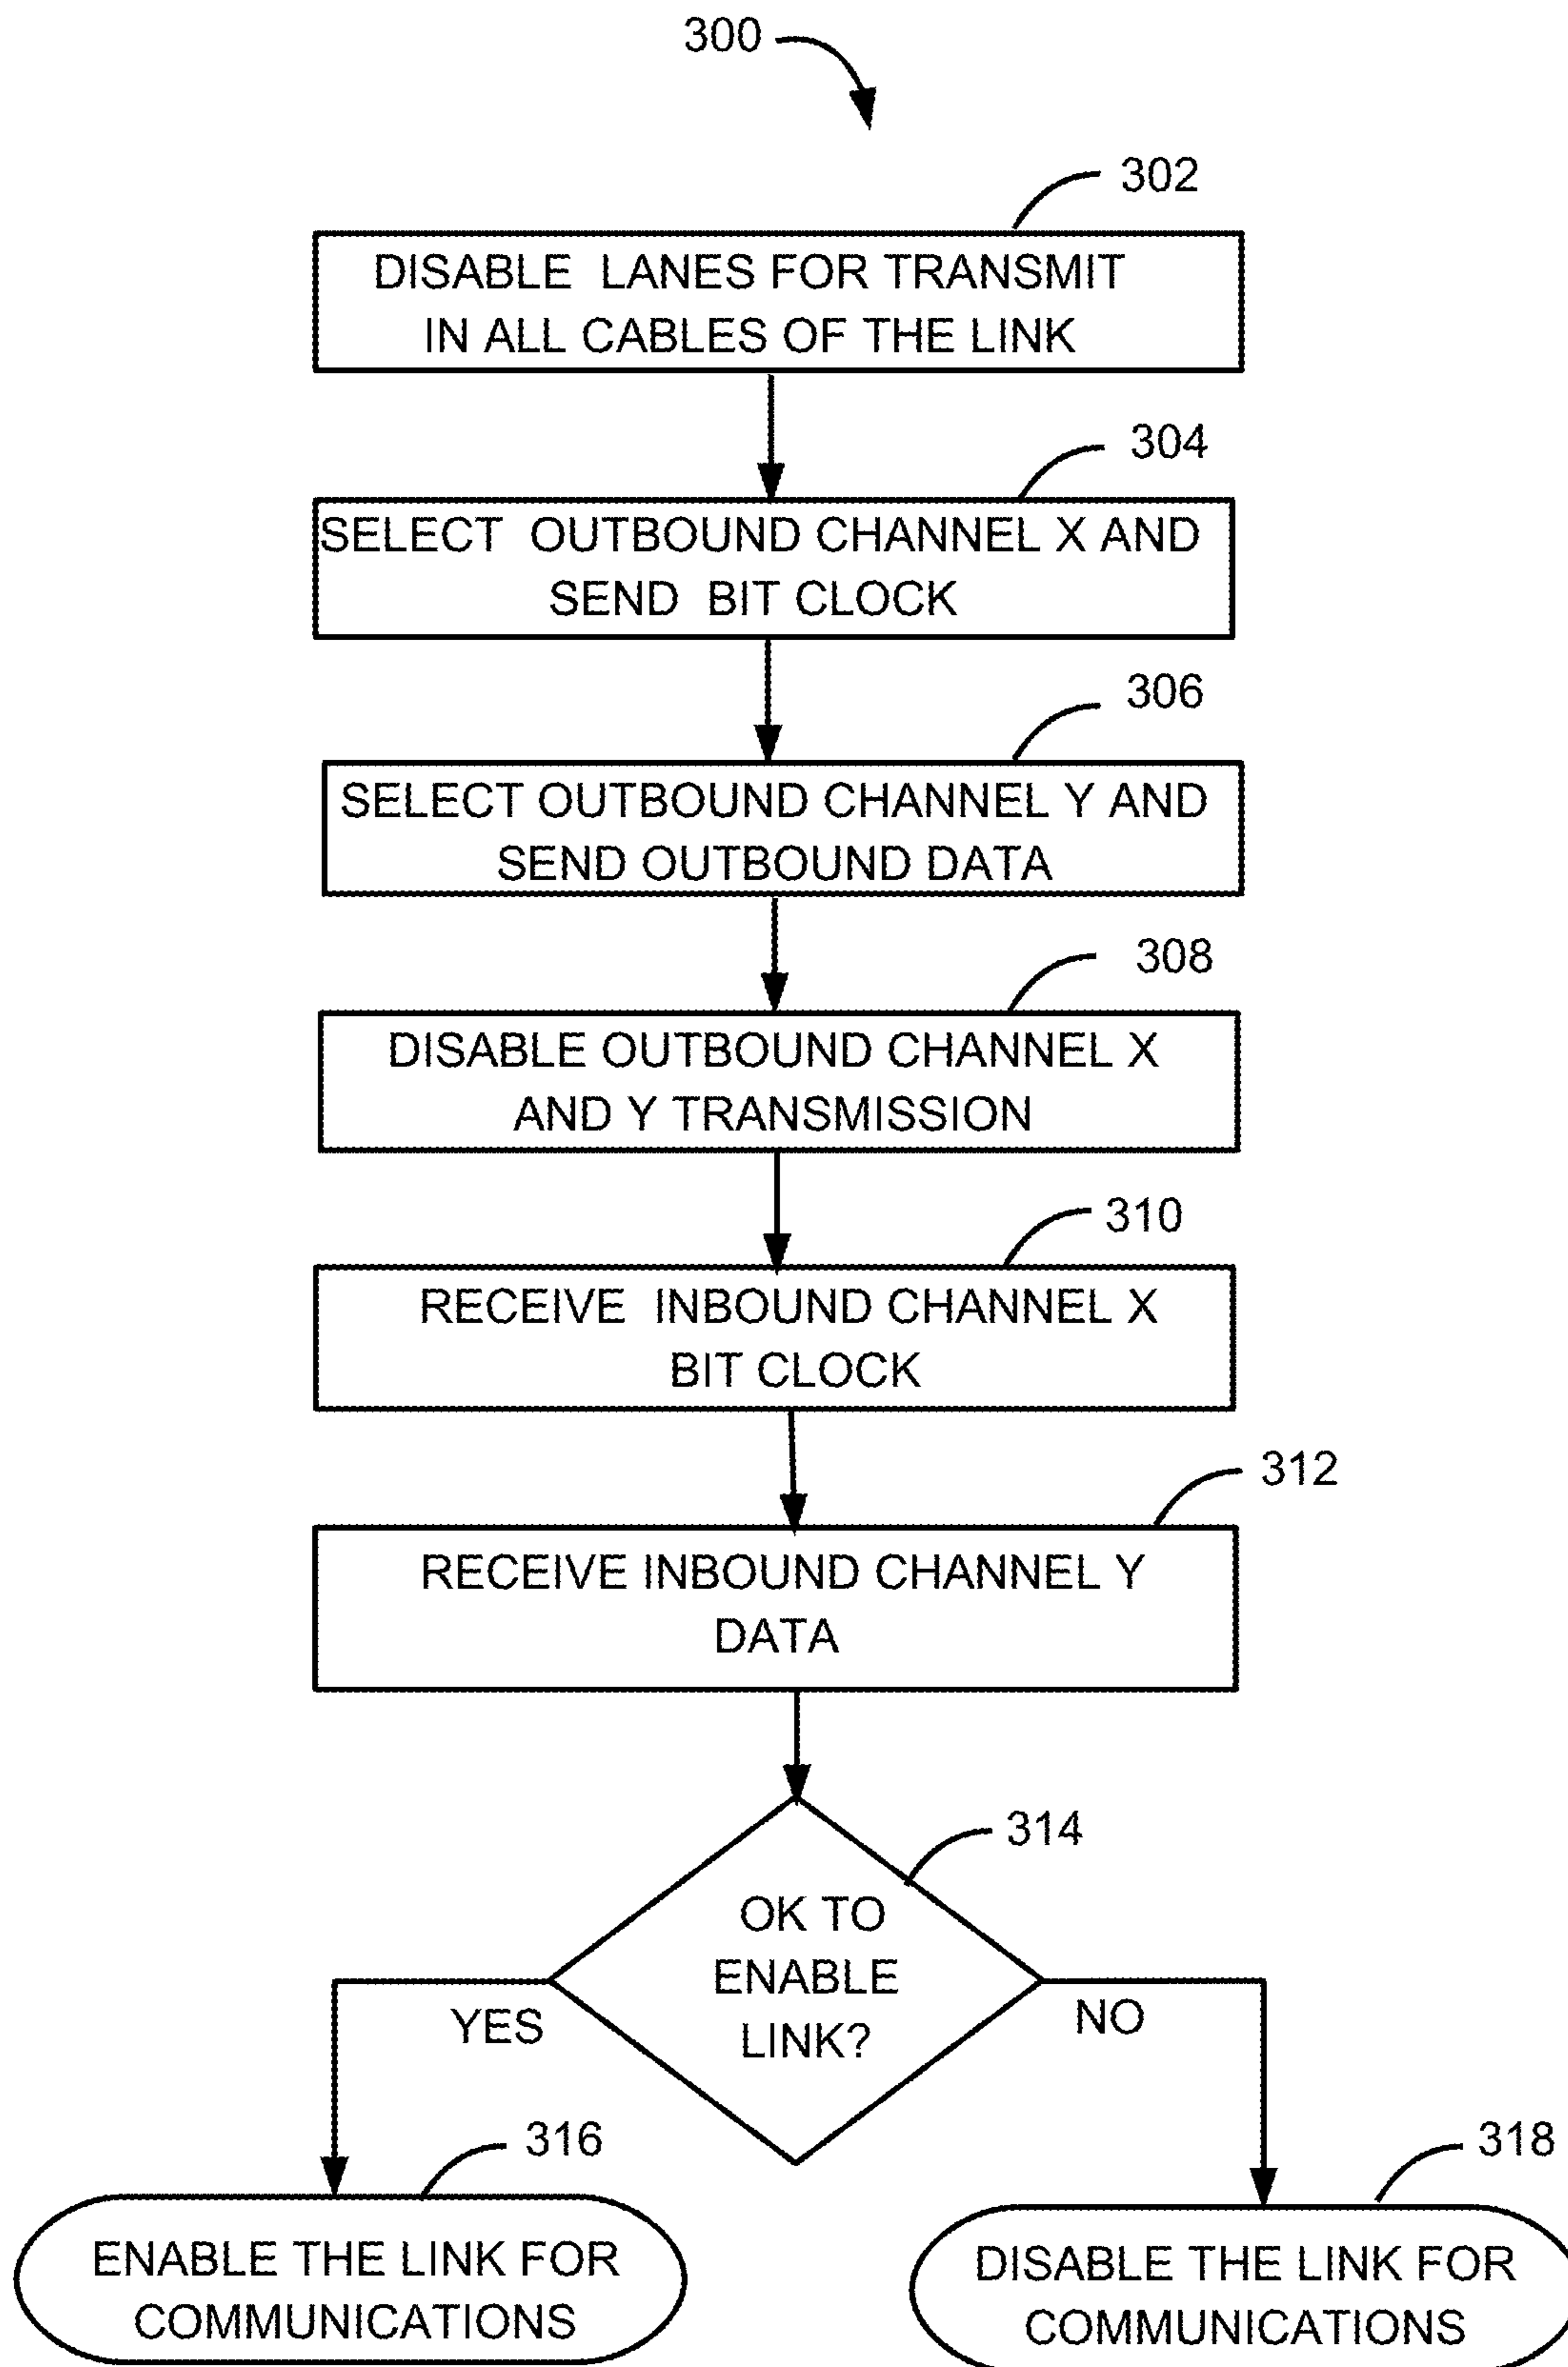 300
302
DISABLE LANES FOR TRANSMIT
IN ALL CABLES OF THE LINK
304
SELECT OUTBOUND CHANNEL X AND
SEND BIT CLOCK
306
SELECT OUTBOUND CHANNEL Y AND
SEND OUTBOUND DATA
308
DISABLE OUTBOUND CHANNEL X
AND Y TRANSMISSION
310
RECEIVE INBOUND CHANNEL X
BIT CLOCK
312
RECEIVE INBOUND CHANNEL Y
DATA
314
OK TO
ENABLE
LINK?
YES
NO
316
318
ENABLE THE LINK FOR
COMMUNICATIONS
DISABLE THE LINK FOR
COMMUNICATIONS